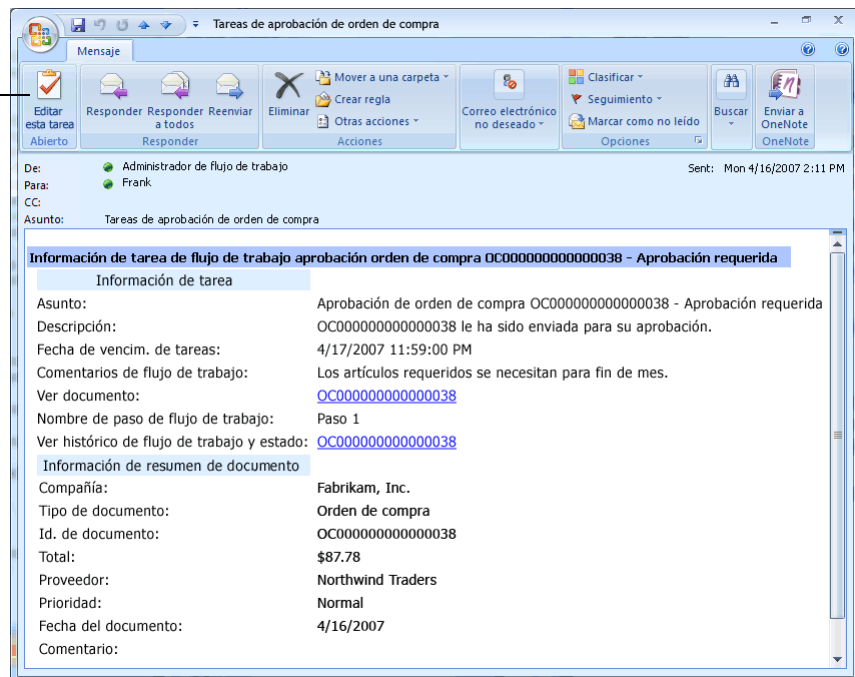 Tareas de aprobación de orden de compra
Mensaje
Editar esta tarea
Responder
Responder a todos
Reenviar
Eliminar
Mover a una carpeta
Crear regla
Otras acciones
Correo electrónico no deseado
Clasificar
Seguimiento
Marcar como no leído
Buscar
Enviar a OneNote
Abierto
Responder
Acciones
Opciones
OneNote
De: Administrador de flujo de trabajo Sent: Mon 4/16/2007 2:11 PM
Para: Frank
CC:
Asunto: Tareas de aprobación de orden de compra
Información de tarea de flujo de trabajo aprobación orden de compra OC000000000000038 - Aprobación requerida
Información de tarea
Asunto: Aprobación de orden de compra OC000000000000038 - Aprobación requerida
Descripción: OC000000000000038 le ha sido enviada para su aprobación.
Fecha de vencim. de tareas: 4/17/2007 11:59:00 PM
Comentarios de flujo de trabajo: Los artículos requeridos se necesitan para fin de mes.
Ver documento: OC000000000000038
Nombre de paso de flujo de trabajo: Paso 1
Ver histórico de flujo de trabajo y estado: OC000000000000038
Información de resumen de documento
Compañía: Fabrikam, Inc.
Tipo de documento: Orden de compra
Id. de documento: OC000000000000038
Total: $87.78
Proveedor: Northwind Traders
Prioridad: Normal
Fecha del documento: 4/16/2007
Comentario: